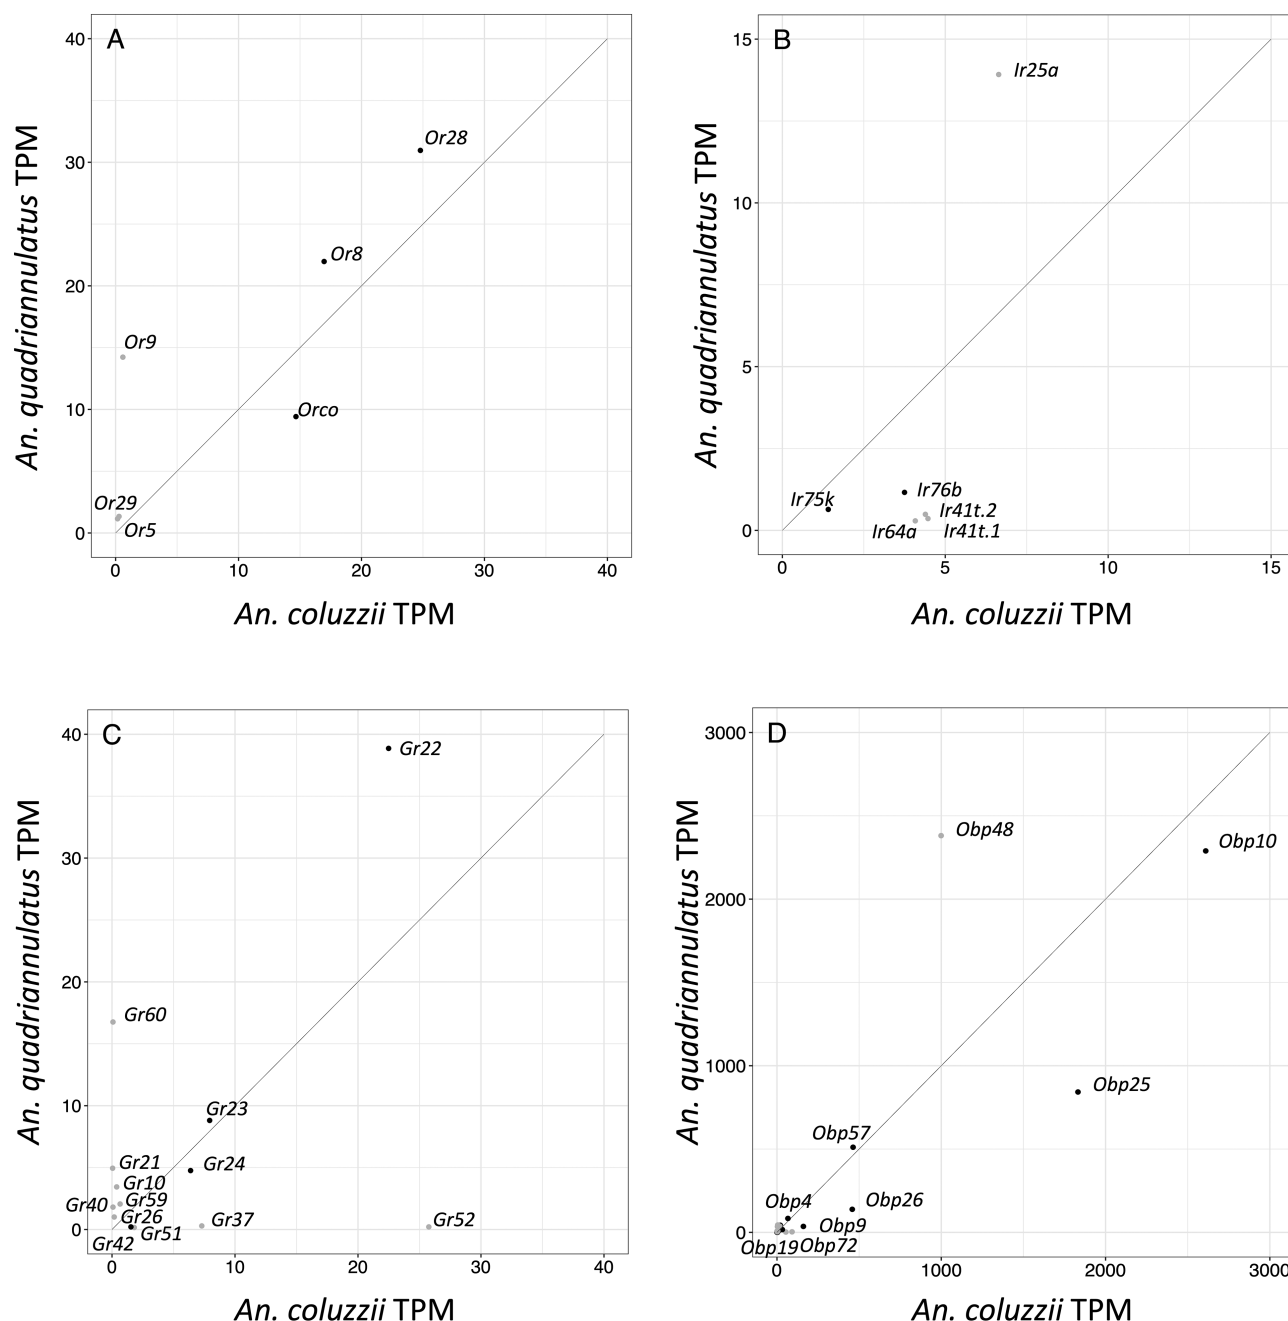 A
40
30
20
10
0
An. quadriannulatus TPM
Or28
Or8
Or9
Orco
Or29
Or5
0 10 20 30 40
An. coluzzii TPM
B
15
10
5
0
An. quadriannulatus TPM
Ir25a
Ir76b
Ir75k
Ir41t.2
Ir64a
Ir41t.1
0 5 10 15
An. coluzzii TPM
C
40
30
20
10
0
An. quadriannulatus TPM
Gr22
Gr60
Gr23
Gr21
Gr24
Gr10
Gr59
Gr40
Gr26
Gr37
Gr52
Gr51
Gr42
0 10 20 30 40
An. coluzzii TPM
D
3000
2000
1000
0
An. quadriannulatus TPM
Obp48
Obp10
Obp25
Obp57
Obp4
Obp26
Obp9
Obp19
Obp72
0 1000 2000 3000
An. coluzzii TPM